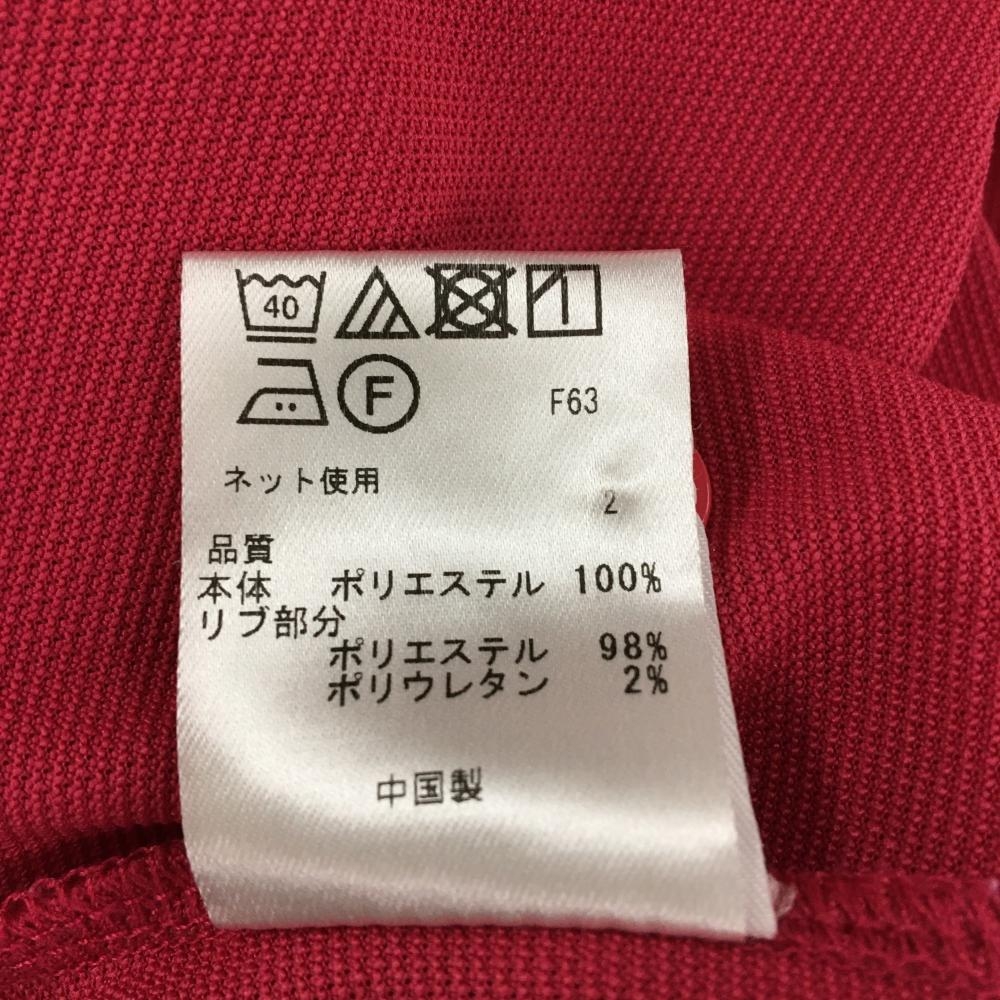 40
F F63
ネット使用
2
品質
本体 ポリエステル 100%
リブ部分
ポリエステル 98%
ポリウレタン 2%
中国製